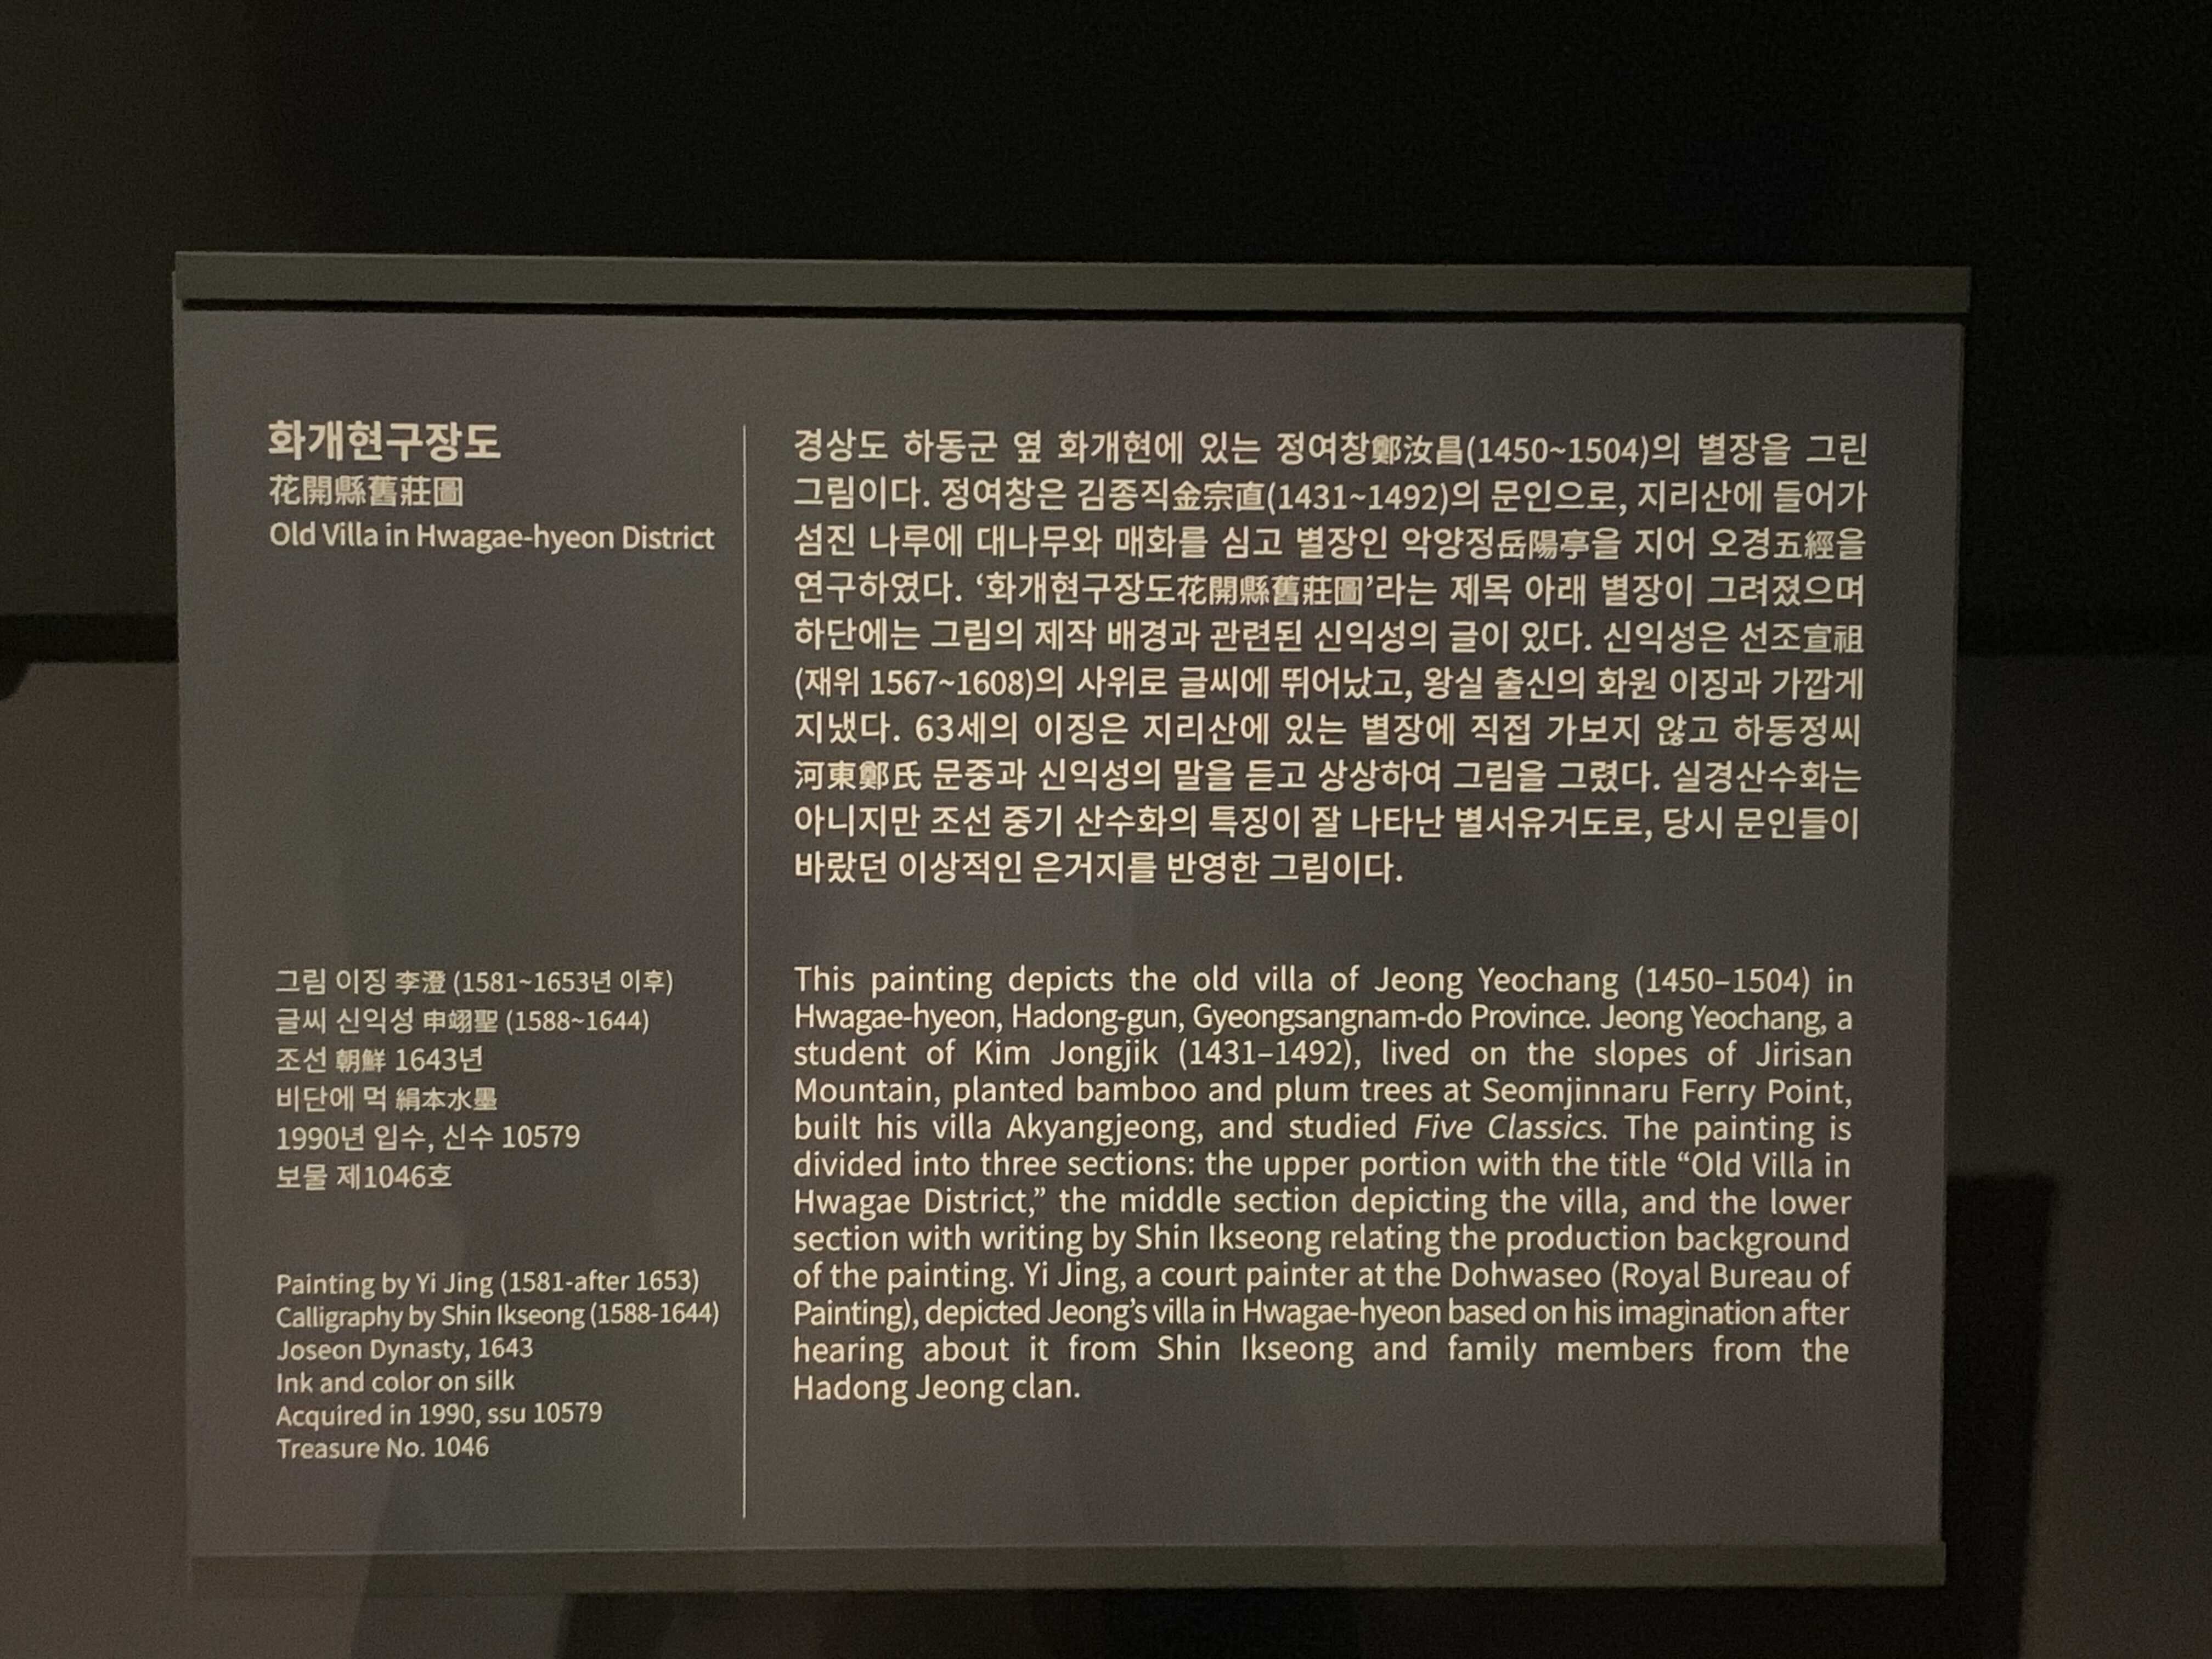 화개현구장도
花開縣舊莊圖
Old Villa in Hwagae-hyeon District
그림 이징 李澄 (1581~1653년 이후)
글씨 신익성 申翊聖 (1588~1644)
조선 朝鮮 1643년
비단에 먹 絹本水墨
1990년 입수, 신수 10579
보물 제1046호
Painting by Yi Jing (1581-after 1653)
Calligraphy by Shin Ikseong (1588-1644)
Joseon Dynasty, 1643
Ink and color on silk
Acquired in 1990, ssu 10579
Treasure No. 1046
경상도 하동군 옆 화개현에 있는 정여창鄭汝昌(1450~1504)의 별장을 그린
그림이다. 정여창은 김종직金宗直(1431~1492)의 문인으로, 지리산에 들어가
섬진 나루에 대나무와 매화를 심고 별장인 악양정岳陽亭을 지어 오경五經을
연구하였다. ‘화개현구장도花開縣舊莊圖’라는 제목 아래 별장이 그려졌으며
하단에는 그림의 제작 배경과 관련된 신익성의 글이 있다. 신익성은 선조宣祖
(재위 1567~1608)의 사위로 글씨에 뛰어났고, 왕실 출신의 화원 이징과 가깝게
지냈다. 63세의 이징은 지리산에 있는 별장에 직접 가보지 않고 하동정씨
河東鄭氏 문중과 신익성의 말을 듣고 상상하여 그림을 그렸다. 실경산수화는
아니지만 조선 중기 산수화의 특징이 잘 나타난 별서유거도로, 당시 문인들이
바랐던 이상적인 은거지를 반영한 그림이다.
This painting depicts the old villa of Jeong Yeochang (1450–1504) in
Hwagae-hyeon, Hadong-gun, Gyeongsangnam-do Province. Jeong Yeochang, a
student of Kim Jongjik (1431–1492), lived on the slopes of Jirisan
Mountain, planted bamboo and plum trees at Seomjinnaru Ferry Point,
built his villa Akyangjeong, and studied Five Classics. The painting is
divided into three sections: the upper portion with the title “Old Villa in
Hwagae District,” the middle section depicting the villa, and the lower
section with writing by Shin Ikseong relating the production background
of the painting. Yi Jing, a court painter at the Dohwaseo (Royal Bureau of
Painting), depicted Jeong’s villa in Hwagae-hyeon based on his imagination after
hearing about it from Shin Ikseong and family members from the
Hadong Jeong clan.